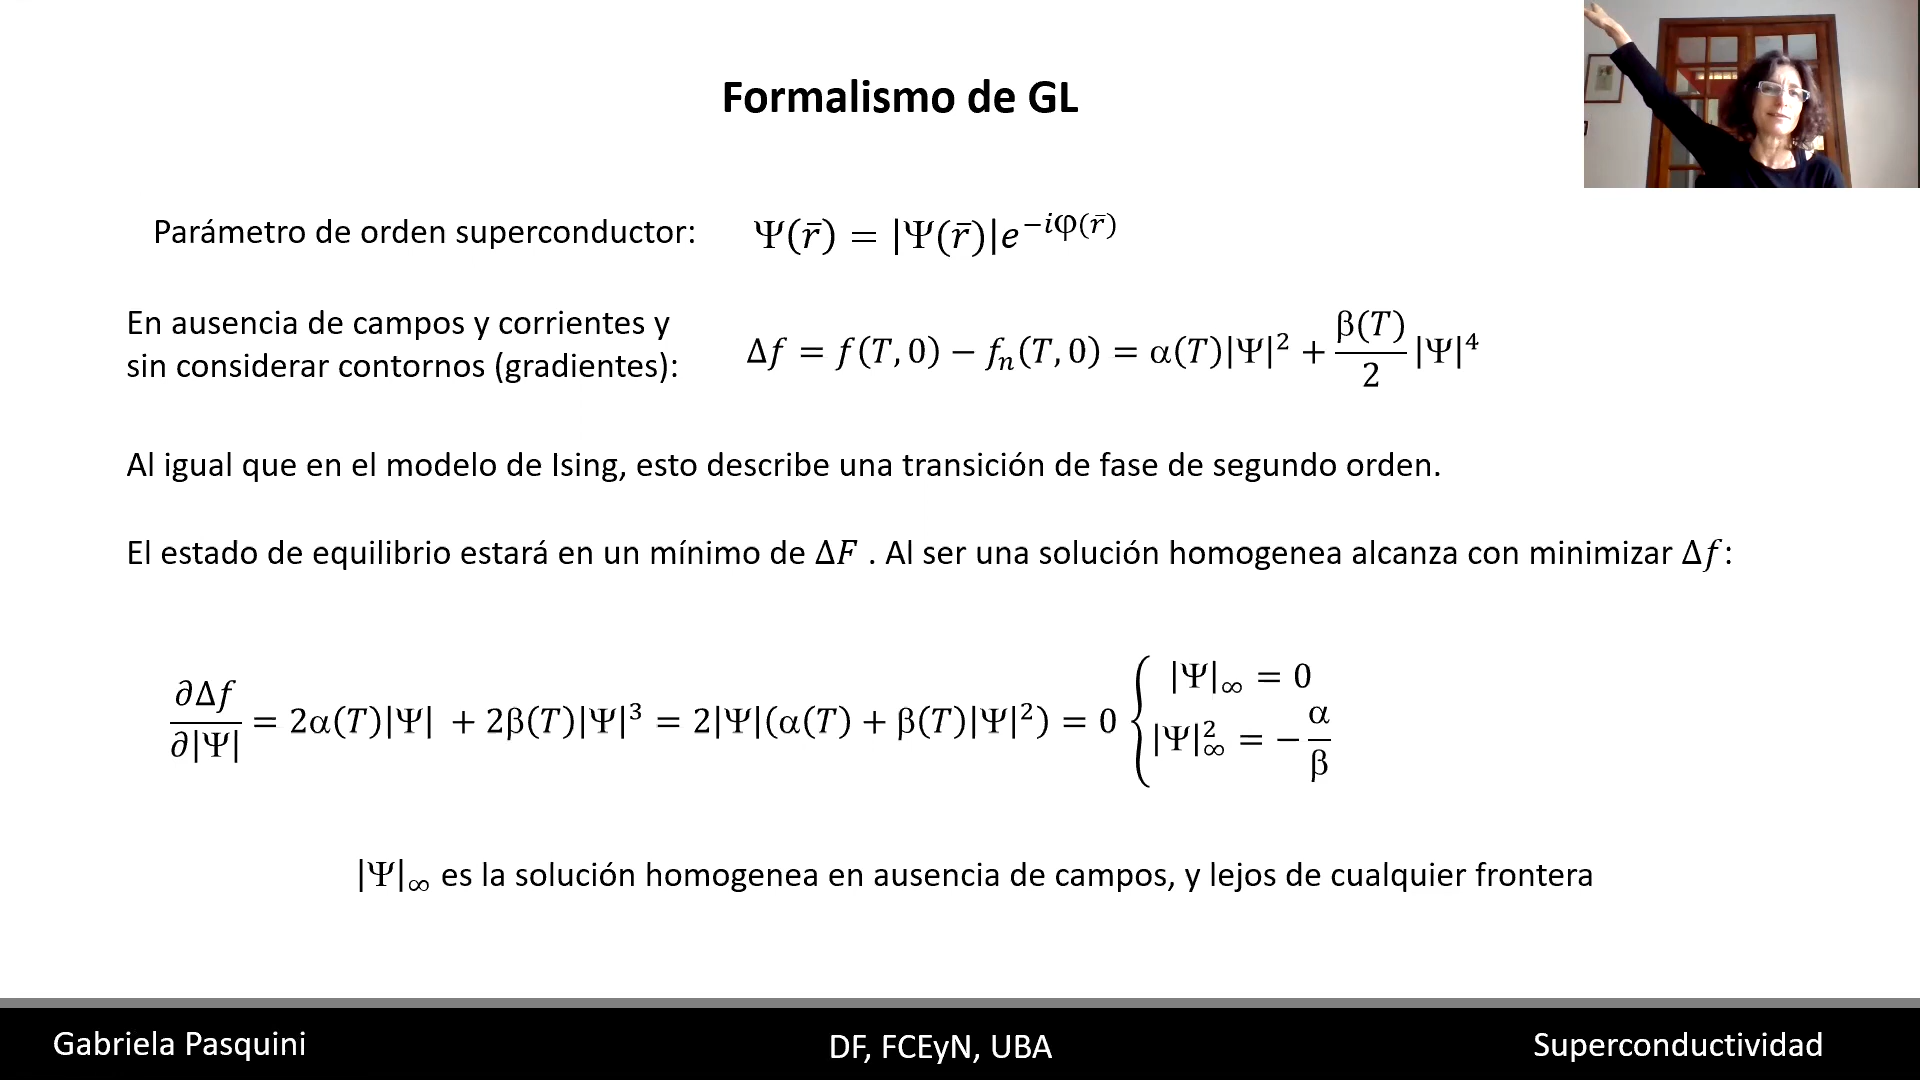 Formalismo de GL
Parámetro de orden superconductor: Ψ(r̄) = |Ψ(r̄)|e^{−iφ(r̄)}
En ausencia de campos y corrientes y
sin considerar contornos (gradientes):
Δf = f(T, 0) − fₙ(T, 0) = α(T)|Ψ|² + β(T)/2 |Ψ|⁴
Al igual que en el modelo de Ising, esto describe una transición de fase de segundo orden.
El estado de equilibrio estará en un mínimo de ΔF . Al ser una solución homogenea alcanza con minimizar Δf:
∂Δf/∂|Ψ| = 2α(T)|Ψ| + 2β(T)|Ψ|³ = 2|Ψ|(α(T) + β(T)|Ψ|²) = 0 { |Ψ|_∞ = 0
|Ψ|²_∞ = − α/β
|Ψ|_∞ es la solución homogenea en ausencia de campos, y lejos de cualquier frontera
Gabriela Pasquini
DF, FCEyN, UBA
Superconductividad